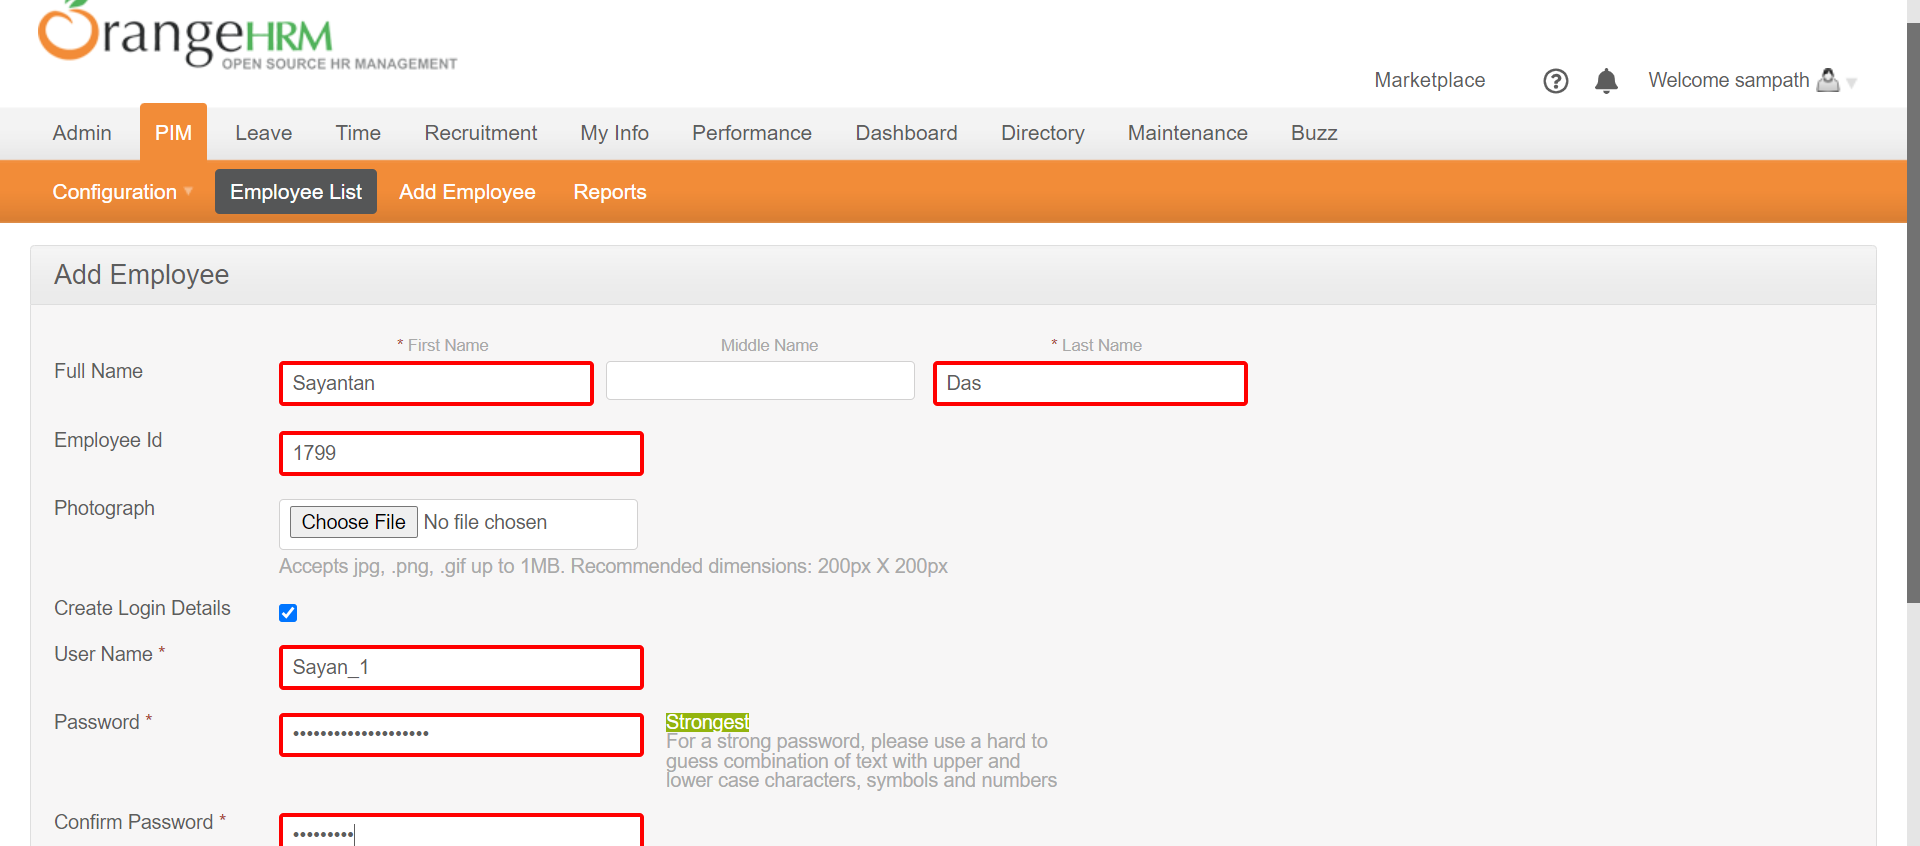 OrangeHRM
OPEN SOURCE HR MANAGEMENT
Marketplace ? Welcome sampath
Admin PIM Leave Time Recruitment My Info Performance Dashboard Directory Maintenance Buzz
Configuration Employee List Add Employee Reports
Add Employee
* First Name Middle Name * Last Name
Full Name Sayantan Das
Employee Id 1799
Photograph Choose File No file chosen
Accepts jpg, .png, .gif up to 1MB. Recommended dimensions: 200px X 200px
Create Login Details
User Name * Sayan_1
Password * •••••••••••••••••••• Strongest
For a strong password, please use a hard to
guess combination of text with upper and
lower case characters, symbols and numbers
Confirm Password * •••••••••